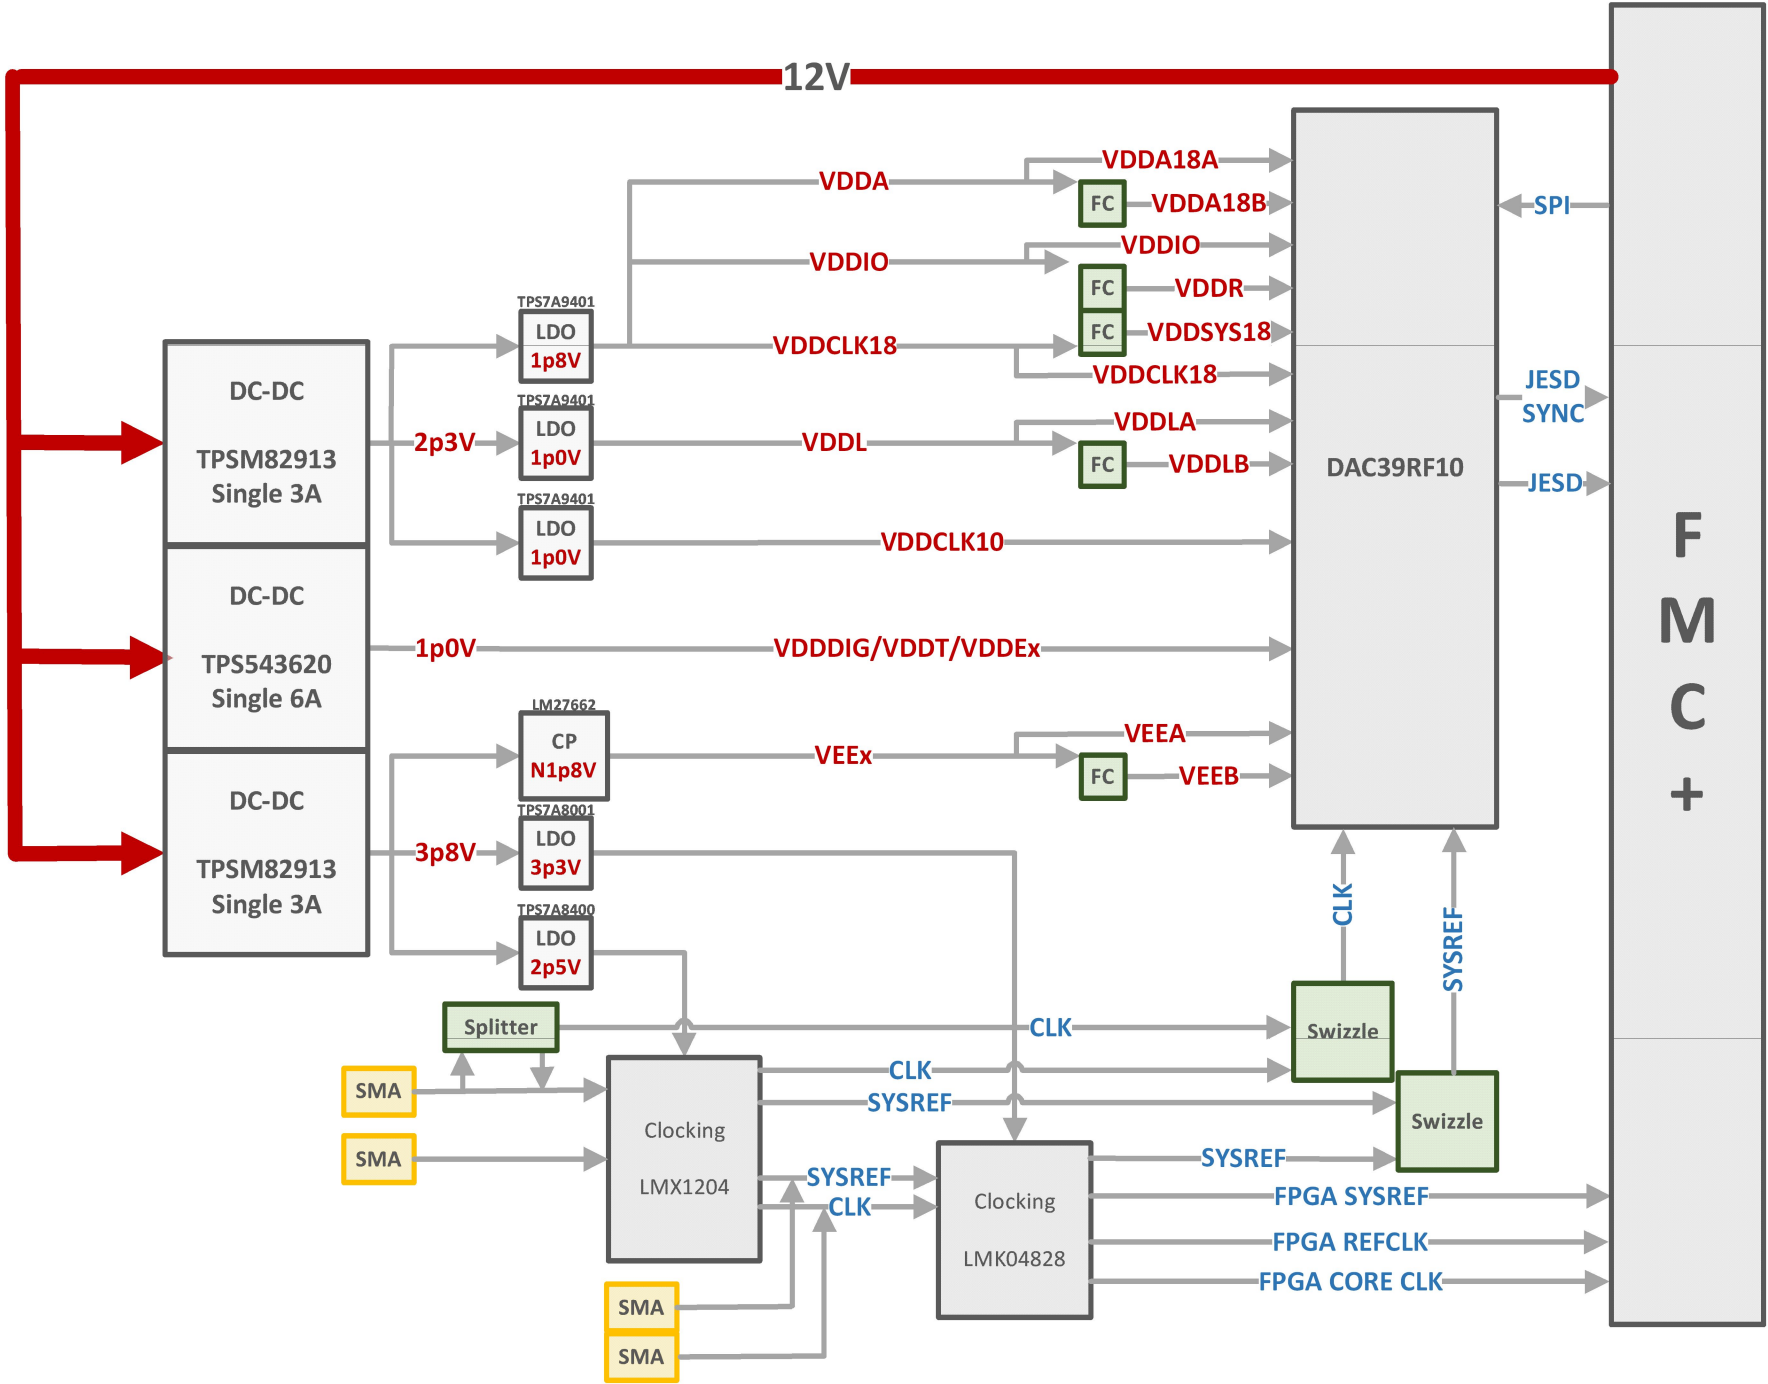 12V
VDDA18A
VDDA
FC
VDDA18B
SPI
VDDIO
VDDIO
FC
VDDR
TPS7A9401
LDO
1p8V
FC
VDDSYS18
VDDCLK18
VDDCLK18
DC-DC
TPSM82913
Single 3A
JESD
SYNC
TPS7A9401
2p3V
LDO
1p0V
VDDL
VDDLA
FC
VDDLB
DAC39RF10
JESD
TPS7A9401
LDO
1p0V
VDDCLK10
F
M
C
+
DC-DC
TPS543620
Single 6A
1p0V
VDDDIG/VDDT/VDDEx
LM27662
CP
N1p8V
VEEx
VEEA
FC
VEEB
DC-DC
TPSM82913
Single 3A
3p8V
TPS7A8001
LDO
3p3V
TPS7A8400
LDO
2p5V
CLK
SYSREF
Splitter
CLK
Swizzle
SMA
CLK
SYSREF
Swizzle
SMA
Clocking
LMX1204
SYSREF
CLK
Clocking
LMK04828
SYSREF
FPGA SYSREF
FPGA REFCLK
FPGA CORE CLK
SMA
SMA